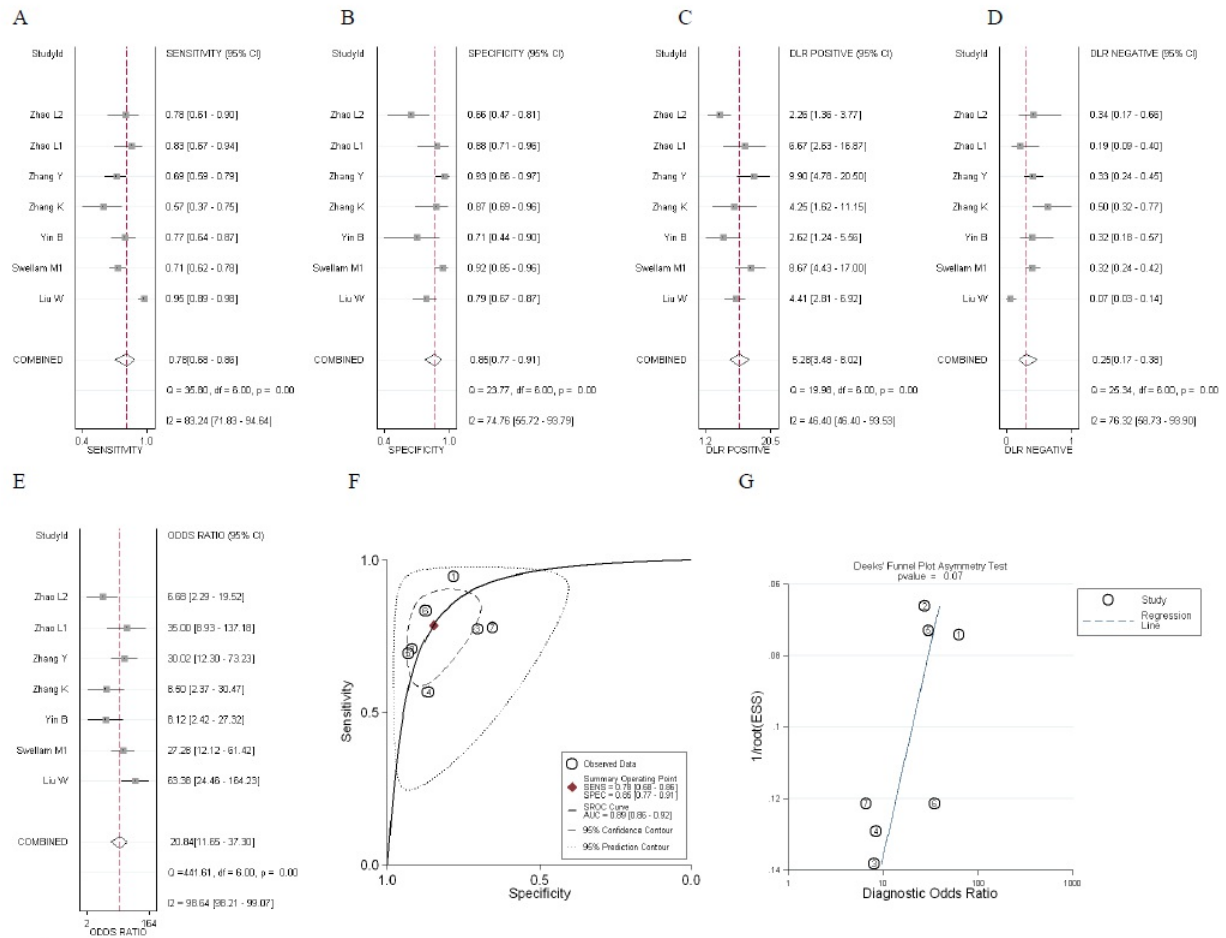 A
StudyId SENSITIVITY (95% CI)
Zhao L2 0.78 [0.61 - 0.90]
Zhao L1 0.83 [0.67 - 0.94]
Zhang Y 0.69 [0.59 - 0.79]
Zhang K 0.57 [0.37 - 0.75]
Yin B 0.77 [0.64 - 0.87]
Swellam M1 0.71 [0.62 - 0.78]
Liu W 0.95 [0.89 - 0.98]
COMBINED 0.78[0.68 - 0.86]
Q = 35.80, df = 6.00, p = 0.00
I2 = 83.24 [71.83 - 94.64]
0.4 1.0
SENSITIVITY
B
StudyId SPECIFICITY (95% CI)
Zhao L2 0.66 [0.47 - 0.81]
Zhao L1 0.88 [0.71 - 0.96]
Zhang Y 0.93 [0.86 - 0.97]
Zhang K 0.87 [0.69 - 0.96]
Yin B 0.71 [0.44 - 0.90]
Swellam M1 0.92 [0.85 - 0.96]
Liu W 0.79 [0.67 - 0.87]
COMBINED 0.85[0.77 - 0.91]
Q = 23.77, df = 6.00, p = 0.00
I2 = 74.76 [55.72 - 93.79]
0.4 1.0
SPECIFICITY
C
StudyId DLR POSITIVE (95% CI)
Zhao L2 2.26 [1.36 - 3.77]
Zhao L1 6.67 [2.63 - 16.87]
Zhang Y 9.90 [4.78 - 20.50]
Zhang K 4.25 [1.62 - 11.15]
Yin B 2.62 [1.24 - 5.56]
Swellam M1 8.67 [4.43 - 17.00]
Liu W 4.41 [2.81 - 6.92]
COMBINED 5.28[3.48 - 8.02]
Q = 19.96, df = 6.00, p = 0.00
I2 = 46.40 [46.40 - 93.53]
1.2 20.5
DLR POSITIVE
D
StudyId DLR NEGATIVE (95% CI)
Zhao L2 0.34 [0.17 - 0.66]
Zhao L1 0.19 [0.09 - 0.40]
Zhang Y 0.33 [0.24 - 0.45]
Zhang K 0.50 [0.32 - 0.77]
Yin B 0.32 [0.18 - 0.57]
Swellam M1 0.32 [0.24 - 0.42]
Liu W 0.07 [0.03 - 0.14]
COMBINED 0.25[0.17 - 0.38]
Q = 25.34, df = 6.00, p = 0.00
I2 = 76.32 [58.73 - 93.90]
0 1
DLR NEGATIVE
E
StudyId ODDS RATIO (95% CI)
Zhao L2 6.68 [2.29 - 19.52]
Zhao L1 35.00 [8.93 - 137.18]
Zhang Y 30.02 [12.30 - 73.23]
Zhang K 8.50 [2.37 - 30.47]
Yin B 8.12 [2.42 - 27.32]
Swellam M1 27.28 [12.12 - 61.42]
Liu W 63.38 [24.46 - 164.23]
COMBINED 20.84[11.65 - 37.30]
Q =441.61, df = 6.00, p = 0.00
I2 = 98.64 [98.21 - 99.07]
2 164
ODDS RATIO
F
1.0
0.5
0.0
Sensitivity
1
6
3
7
4
Observed Data
Summary Operating Point
SENS = 0.78 [0.68 - 0.86]
SPEC = 0.85 [0.77 - 0.91]
SROC Curve
AUC = 0.89 [0.86 - 0.92]
95% Confidence Contour
95% Prediction Contour
1.0 0.5 0.0
Specificity
G
Deeks' Funnel Plot Asymmetry Test
pvalue = 0.07
.06
.08
.1
.12
.14
1/root(ESS)
2
5
1
7
6
4
3
1 10 100 1000
Diagnostic Odds Ratio
Study
Regression
Line